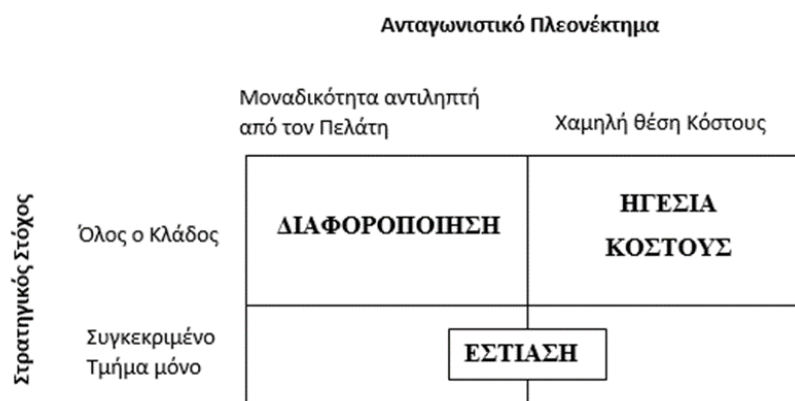 Ανταγωνιστικό Πλεονέκτημα
Μοναδικότητα αντιληπτή
από τον Πελάτη
Χαμηλή θέση Κόστους
Στρατηγικός Στόχος
Όλος ο Κλάδος
ΔΙΑΦΟΡΟΠΟΙΗΣΗ
ΗΓΕΣΙΑ
ΚΟΣΤΟΥΣ
Συγκεκριμένο
Τμήμα μόνο
ΕΣΤΙΑΣΗ